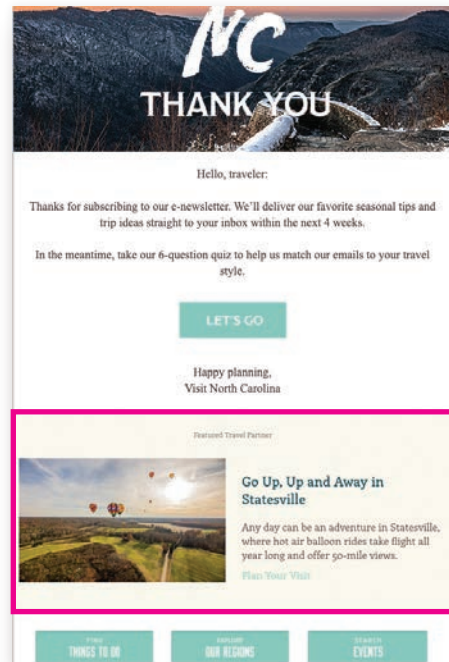 NC
THANK YOU
Hello, traveler:
Thanks for subscribing to our e-newsletter. We'll deliver our favorite seasonal tips and
trip ideas straight to your inbox within the next 4 weeks.
In the meantime, take our 6-question quiz to help us match our emails to your travel
style.
LET'S GO
Happy planning,
Visit North Carolina
Featured Travel Partner
Go Up, Up and Away in
Statesville
Any day can be an adventure in Statesville,
where hot air balloon rides take flight all
year long and offer 50-mile views.
Plan Your Visit
FIND
THINGS TO DO
EXPLORE
OUR REGIONS
SEARCH
EVENTS